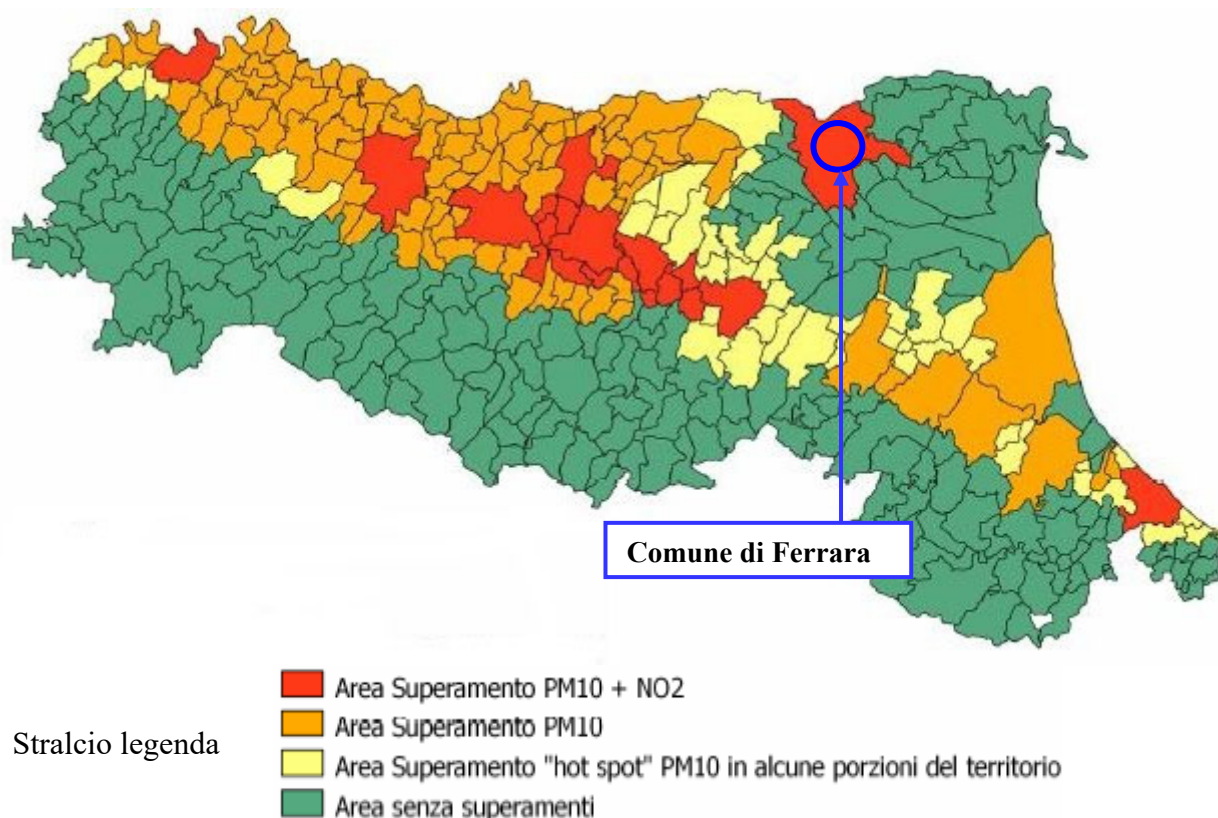 Comune di Ferrara
Area Superamento PM10 + NO2
Area Superamento PM10
Stralcio legenda
Area Superamento "hot spot" PM10 in alcune porzioni del territorio
Area senza superamenti